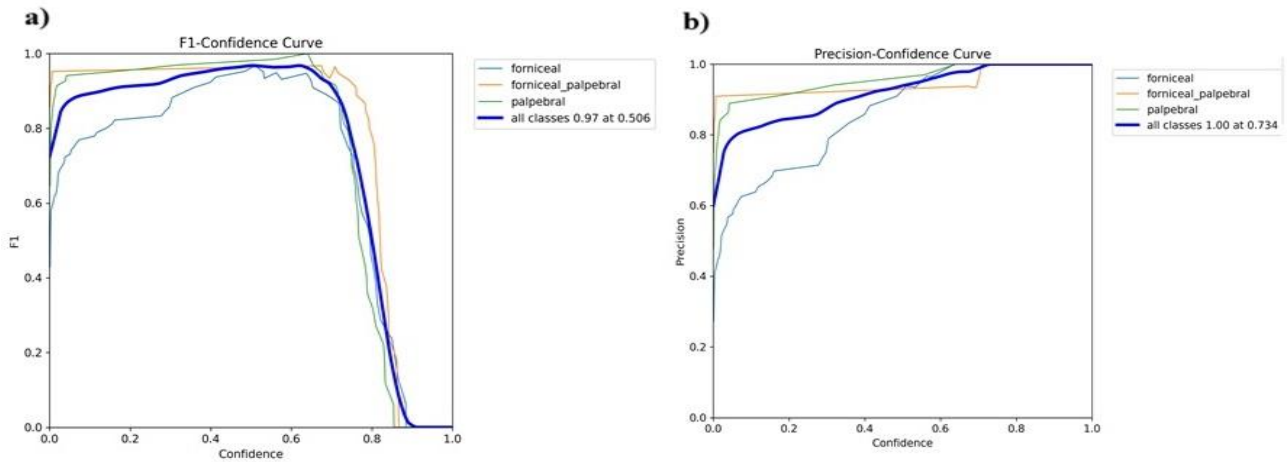 a)
F1-Confidence Curve
1.0
0.8
0.6
0.4
0.2
0.0
F1
0.0 0.2 0.4 0.6 0.8 1.0
Confidence
forniceal
forniceal_palpebral
palpebral
all classes 0.97 at 0.506
b)
Precision-Confidence Curve
1.0
0.8
0.6
0.4
0.2
0.0
Precision
0.0 0.2 0.4 0.6 0.8 1.0
Confidence
forniceal
forniceal_palpebral
palpebral
all classes 1.00 at 0.734